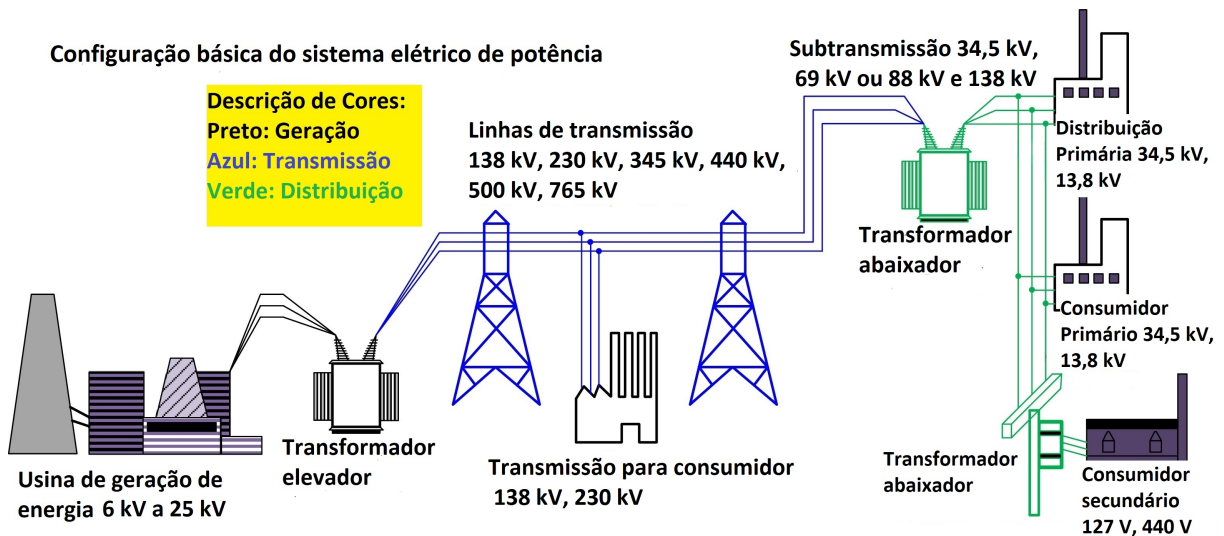 Configuração básica do sistema elétrico de potência
Descrição de Cores:
Preto: Geração
Azul: Transmissão
Verde: Distribuição
Linhas de transmissão
138 kV, 230 kV, 345 kV, 440 kV,
500 kV, 765 kV
Subtransmissão 34,5 kV,
69 kV ou 88 kV e 138 kV
Distribuição
Primária 34,5 kV,
13,8 kV
Transformador
abaixador
Consumidor
Primário 34,5 kV,
13,8 kV
Usina de geração de
energia 6 kV a 25 kV
Transformador
elevador
Transmissão para consumidor
138 kV, 230 kV
Transformador
abaixador
Consumidor
secundário
127 V, 440 V